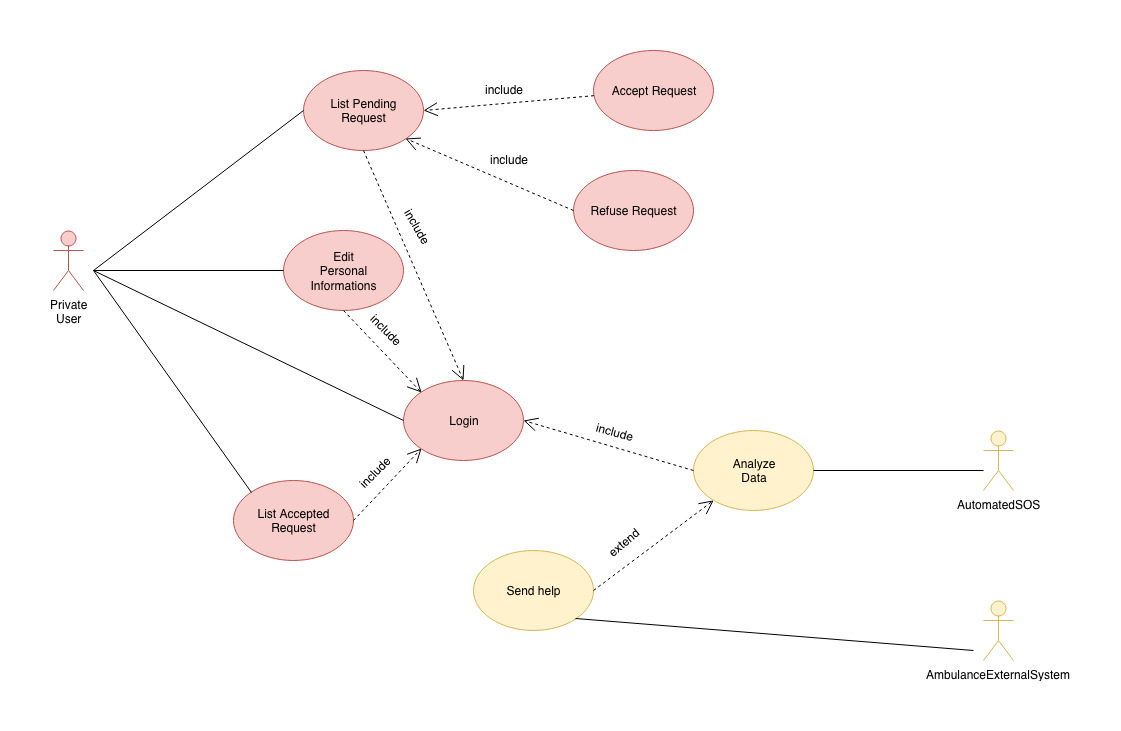 include
Accept Request
List Pending
Request
include
Refuse Request
include
Edit
Personal
Informations
Private
User
include
Login
include
Analyze
Data
include
List Accepted
Request
AutomatedSOS
extend
Send help
AmbulanceExternalSystem